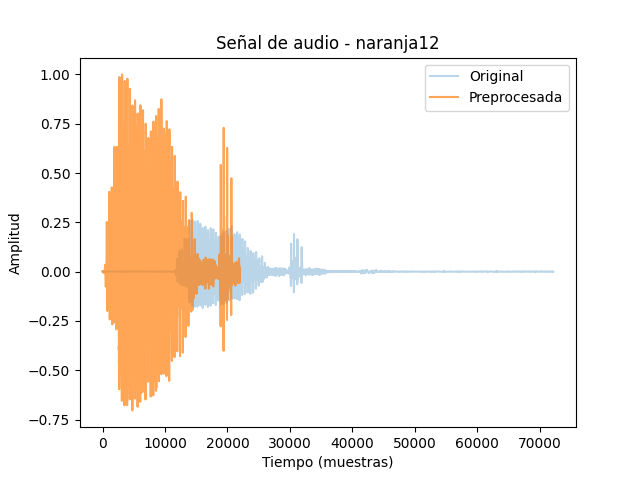 Señal de audio - naranja12
Original
Preprocesada
1.00
0.75
0.50
0.25
0.00
−0.25
−0.50
−0.75
Amplitud
0 10000 20000 30000 40000 50000 60000 70000
Tiempo (muestras)